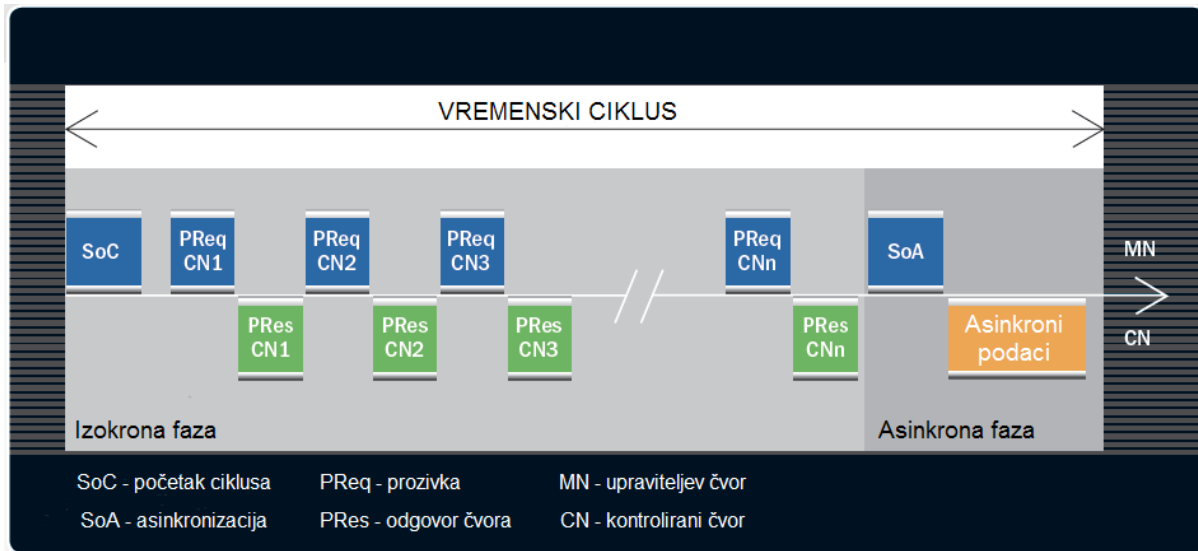 VREMENSKI CIKLUS
SoC
PReq
CN1
PReq
CN2
PReq
CN3
PReq
CNn
SoA
MN
PRes
CN1
PRes
CN2
PRes
CN3
PRes
CNn
Asinkroni
podaci
CN
Izokrona faza
Asinkrona faza
SoC - početak ciklusa
PReq - prozivka
MN - upraviteljev čvor
SoA - asinkronizacija
PRes - odgovor čvora
CN - kontrolirani čvor